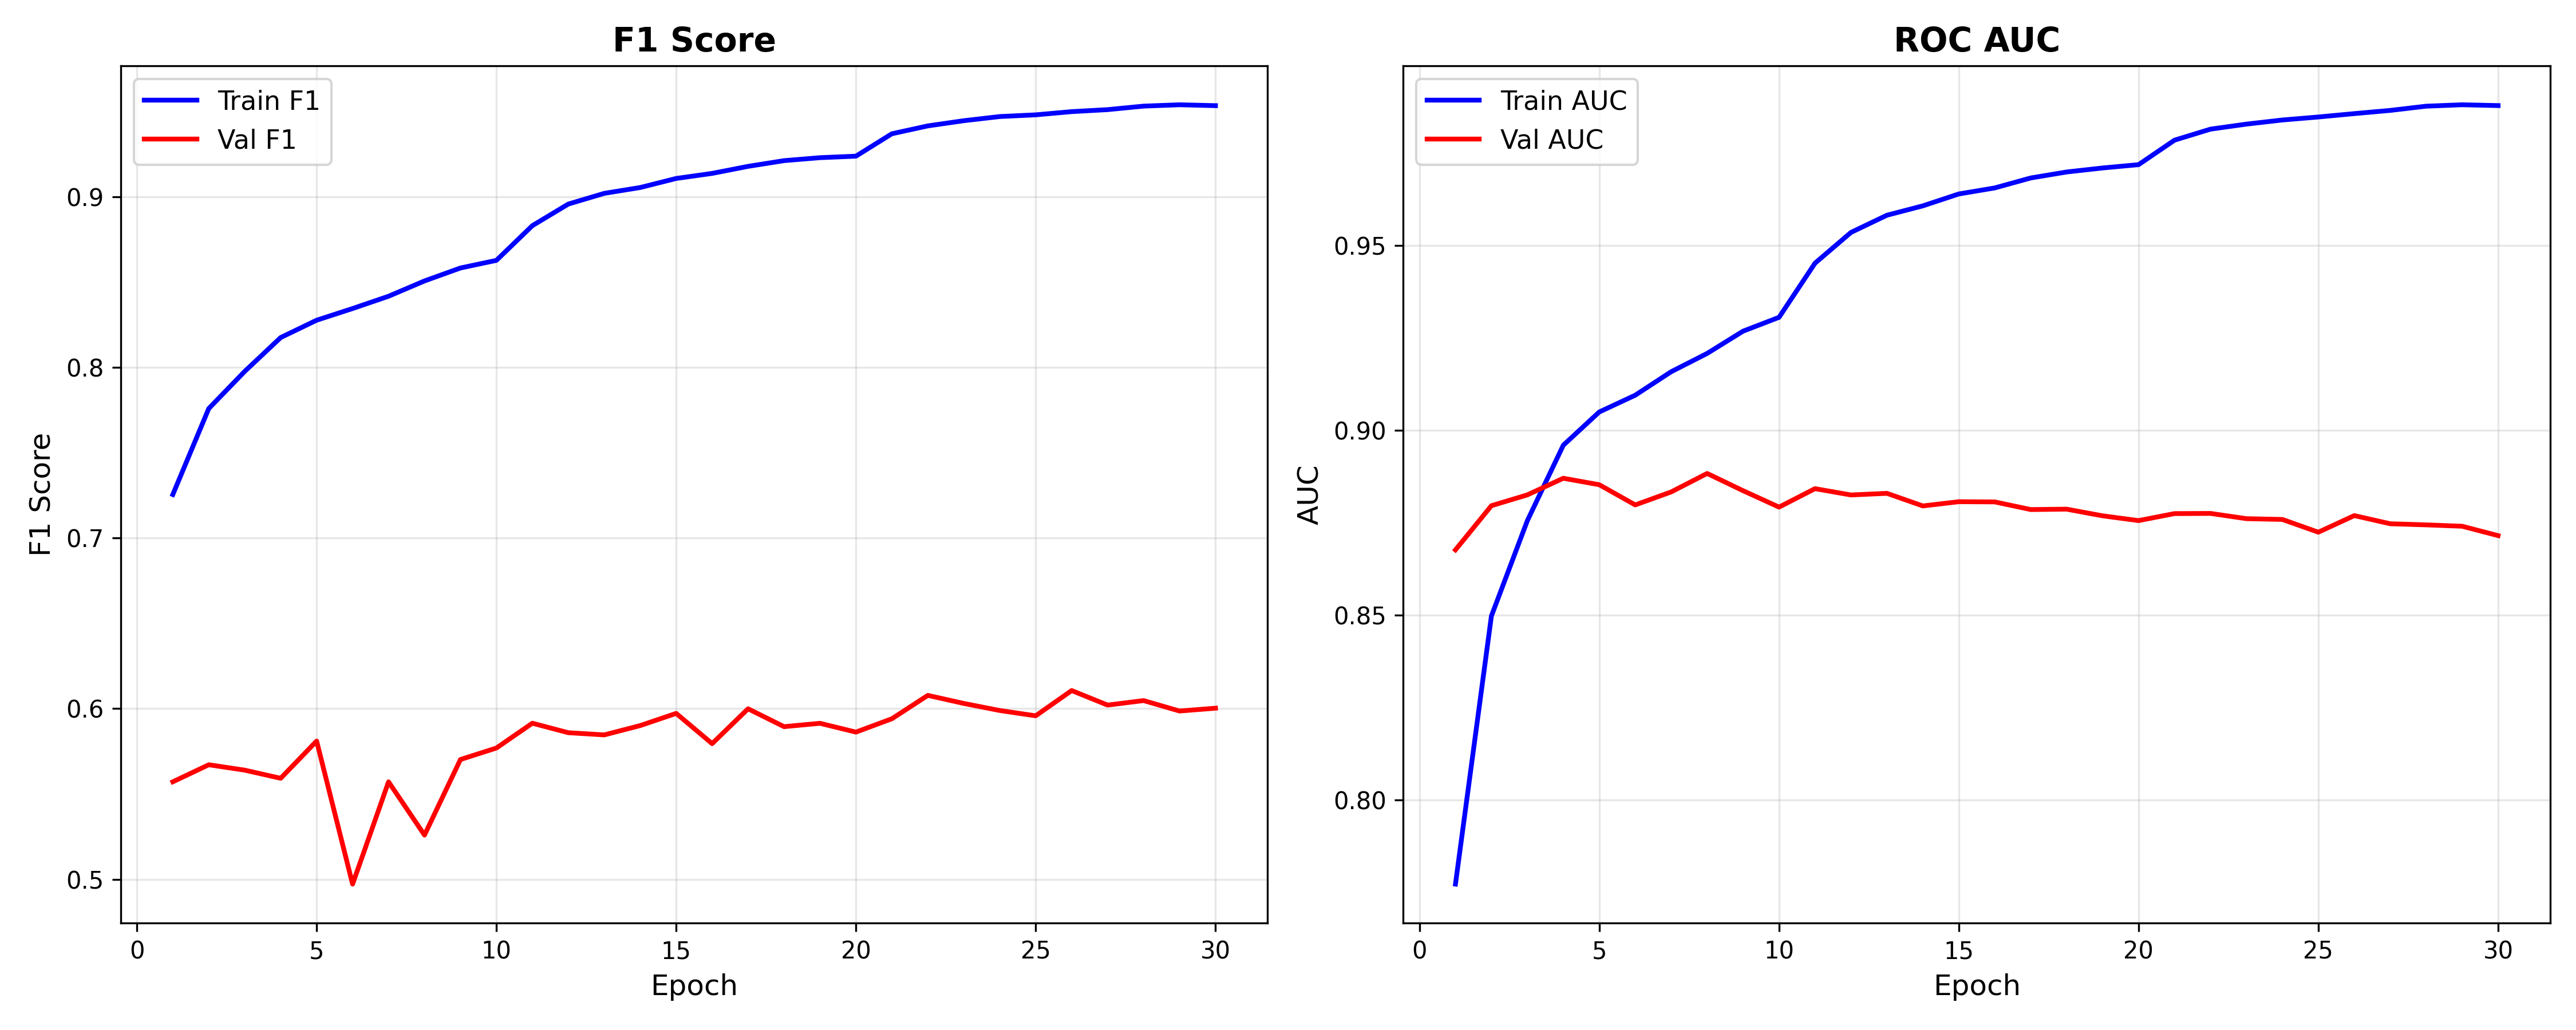 F1 Score
Train F1
Val F1
F1 Score
0.9
0.8
0.7
0.6
0.5
0 5 10 15 20 25 30
Epoch
ROC AUC
Train AUC
Val AUC
AUC
0.95
0.90
0.85
0.80
0 5 10 15 20 25 30
Epoch